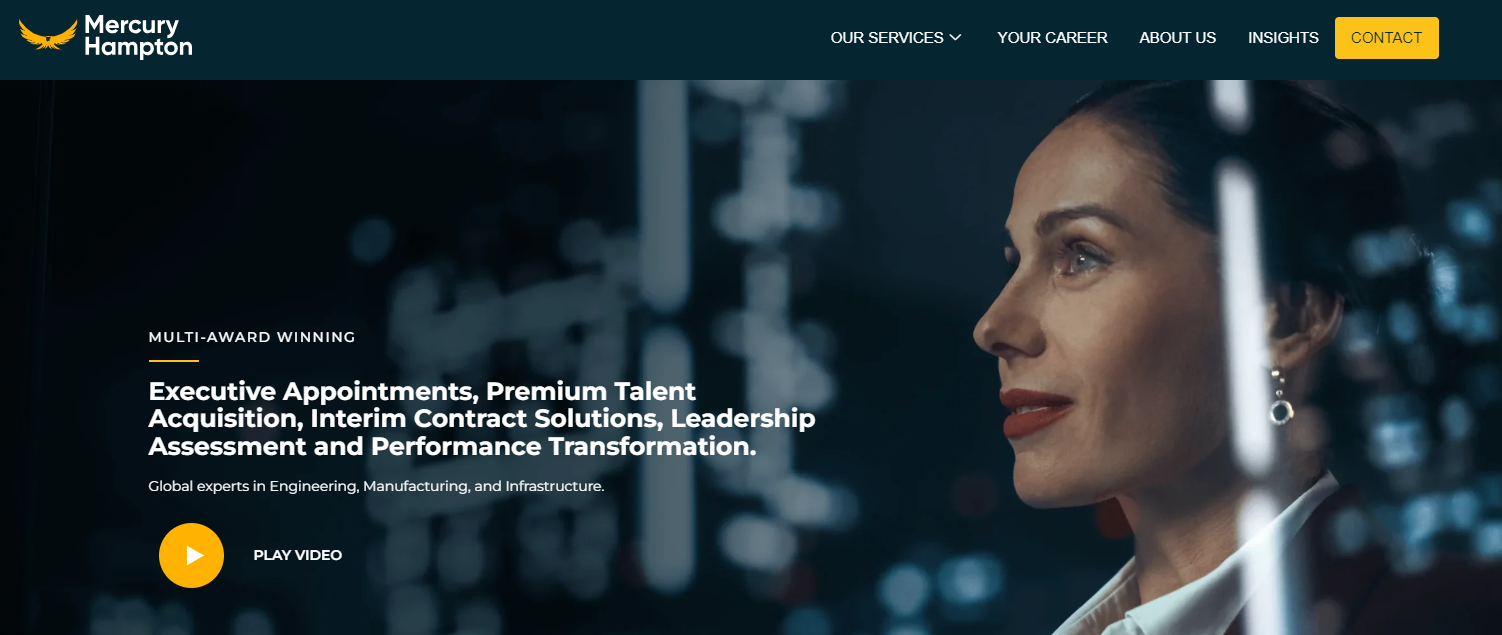 Mercury
Hampton
OUR SERVICES
YOUR CAREER
ABOUT US
INSIGHTS
CONTACT
MULTI-AWARD WINNING
Executive Appointments, Premium Talent
Acquisition, Interim Contract Solutions, Leadership
Assessment and Performance Transformation.
Global experts in Engineering, Manufacturing, and Infrastructure.
PLAY VIDEO